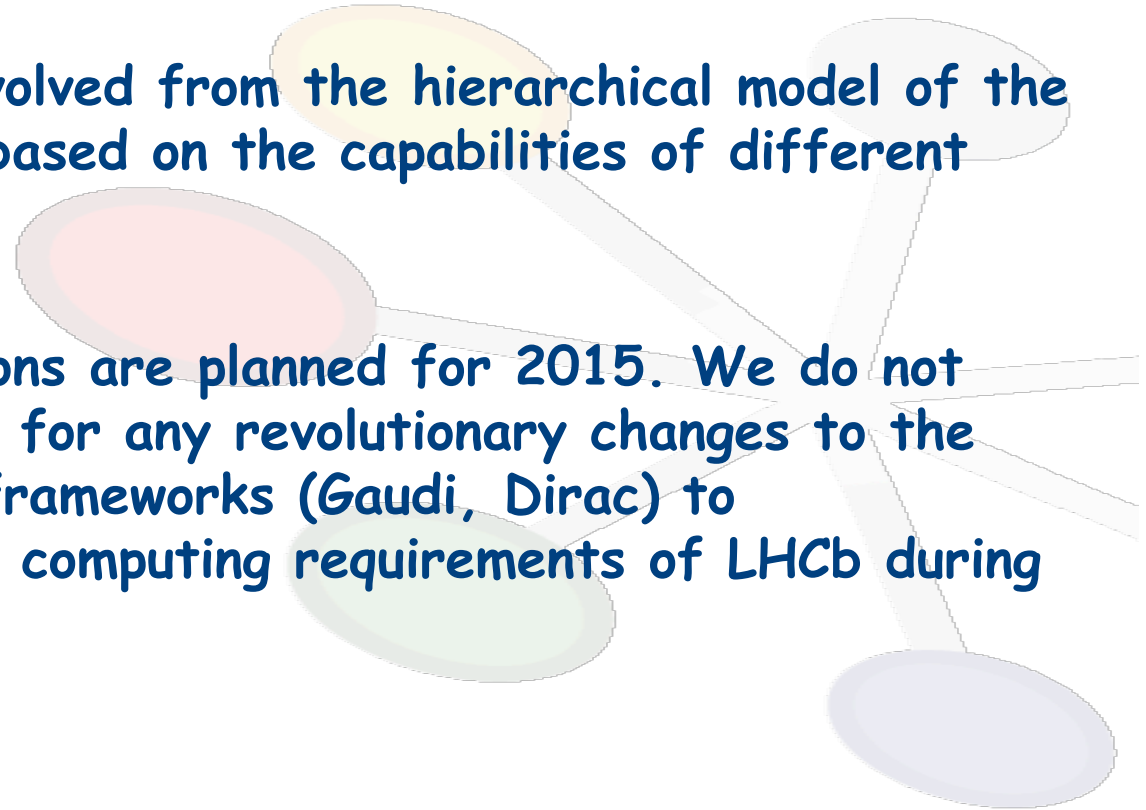 volved from the hierarchical model of the
based on the capabilities of different
ons are planned for 2015. We do not
for any revolutionary changes to the
frameworks (Gaudi, Dirac) to
computing requirements of LHCb during